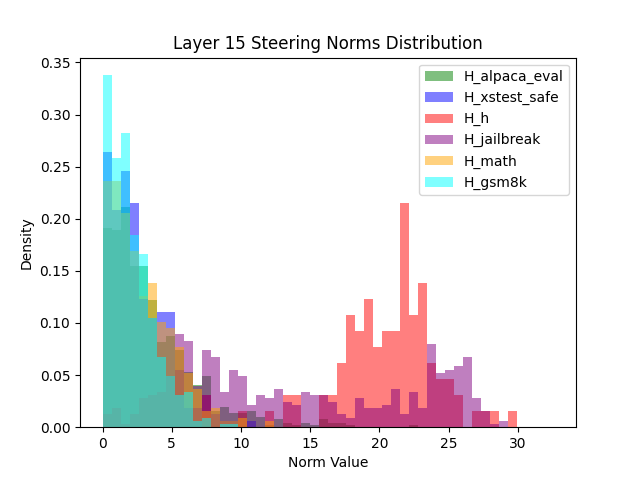 Layer 15 Steering Norms Distribution
Density
0.35
0.30
0.25
0.20
0.15
0.10
0.05
0.00
H_alpaca_eval
H_xstest_safe
H_h
H_jailbreak
H_math
H_gsm8k
0 5 10 15 20 25 30
Norm Value